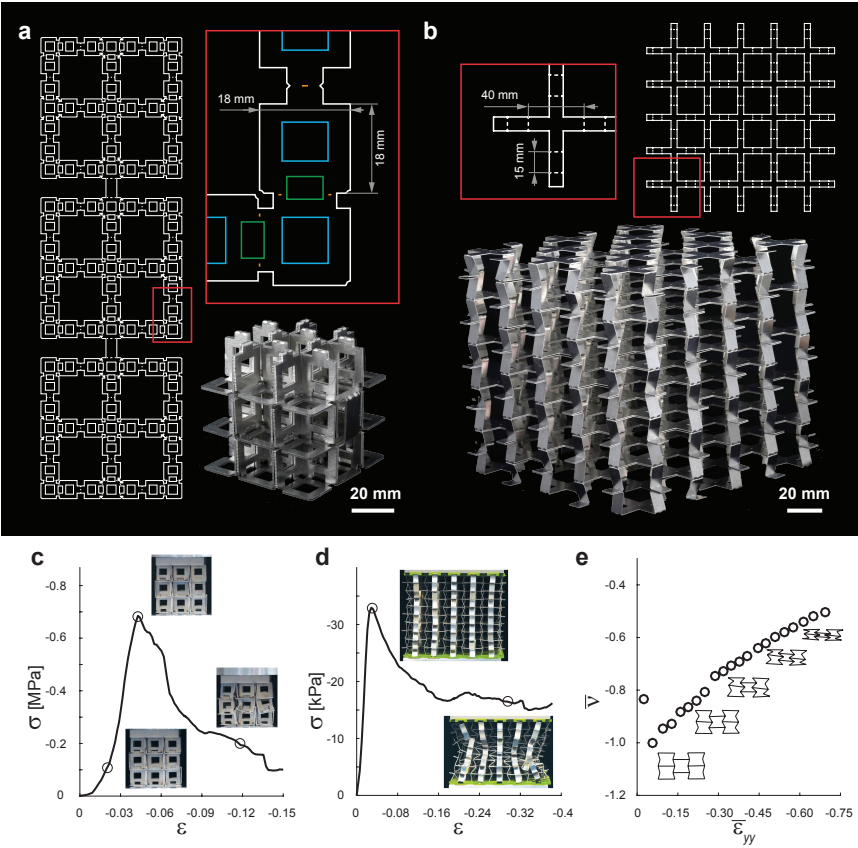 a
18 mm
18 mm
20 mm
b
40 mm
15 mm
20 mm
c
-0.8
-0.6
-0.4
-0.2
0
σ [MPa]
0
-0.03
-0.06
-0.09
-0.12
-0.15
ε
d
-30
-15
0
σ [kPa]
0
-0.08
-0.16
-0.24
-0.32
-0.4
ε
e
-0.4
-0.6
-0.8
-1.0
-1.2
ν̅
0
-0.15
-0.30
-0.45
-0.60
-0.75
ε̅yy